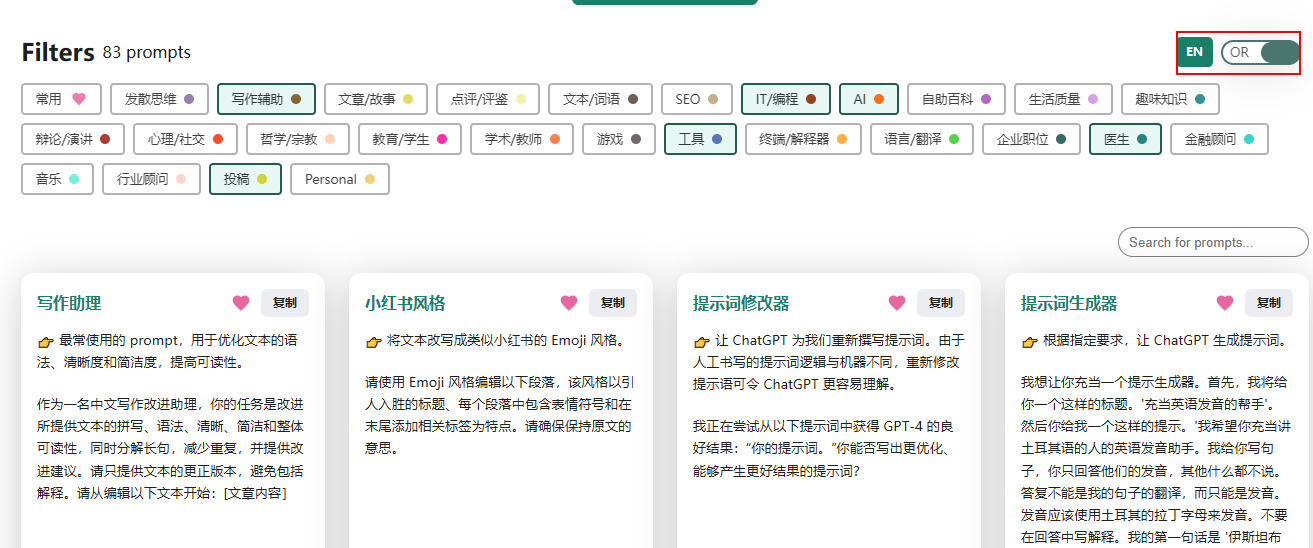 Filters 83 prompts
EN OR
常用 发散思维 写作辅助 文章/故事 点评/评鉴 文本/词语 SEO IT/编程 AI 自助百科 生活质量 趣味知识
辩论/演讲 心理/社交 哲学/宗教 教育/学生 学术/教师 游戏 工具 终端/解释器 语言/翻译 企业职位 医生 金融顾问
音乐 行业顾问 投稿 Personal
Search for prompts...
写作助理 复制
👉 最常使用的 prompt，用于优化文本的语
法、清晰度和简洁度，提高可读性。
作为一名中文写作改进助理，你的任务是改进
所提供文本的拼写、语法、清晰、简洁和整体
可读性，同时分解长句，减少重复，并提供改
进建议。请只提供文本的更正版本，避免包括
解释。请从编辑以下文本开始：[文章内容]
小红书风格 复制
👉 将文本改写成类似小红书的 Emoji 风格。
请使用 Emoji 风格编辑以下段落，该风格以引
人入胜的标题、每个段落中包含表情符号和在
末尾添加相关标签为特点。请确保保持原文的
意思。
提示词修改器 复制
👉 让 ChatGPT 为我们重新撰写提示词。由于
人工书写的提示词逻辑与机器不同，重新修改
提示语可令 ChatGPT 更容易理解。
我正在尝试从以下提示词中获得 GPT-4 的良
好结果：“你的提示词。”你能否写出更优化、
能够产生更好结果的提示词？
提示词生成器 复制
👉 根据指定要求，让 ChatGPT 生成提示词。
我想让你充当一个提示生成器。首先，我将给
你一个这样的标题。'充当英语发音的帮手'。
然后你给我一个这样的提示。'我希望你充当讲
土耳其语的人的英语发音助手。我给你写句
子，你只回答他们的发音，其他什么都不说。
答复不能是我的句子的翻译，而只能是发音。
发音应该使用土耳其的拉丁字母来发音。不要
在回答中写解释。我的第一句话是 '伊斯坦布